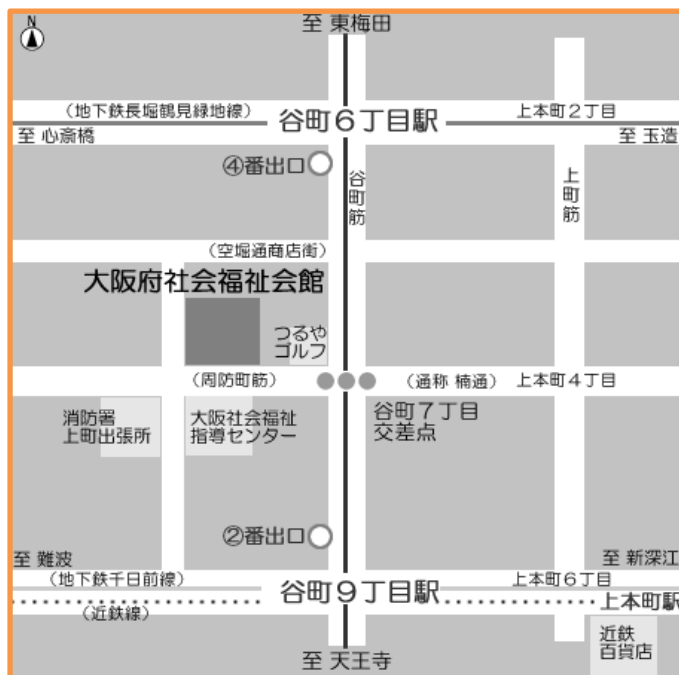 N
至 東梅田
（地下鉄長堀鶴見緑地線）
谷町６丁目駅
上本町２丁目
至 心斎橋
至 玉造
④番出口
谷町筋
上町筋
（空堀通商店街）
大阪府社会福祉会館
つるや
ゴルフ
（周防町筋）
（通称 楠通）
上本町４丁目
消防署
上町出張所
大阪社会福祉
指導センター
谷町７丁目
交差点
②番出口
至 難波
至 新深江
（地下鉄千日前線）
谷町９丁目駅
上本町６丁目
上本町駅
（近鉄線）
近鉄
百貨店
至 天王寺